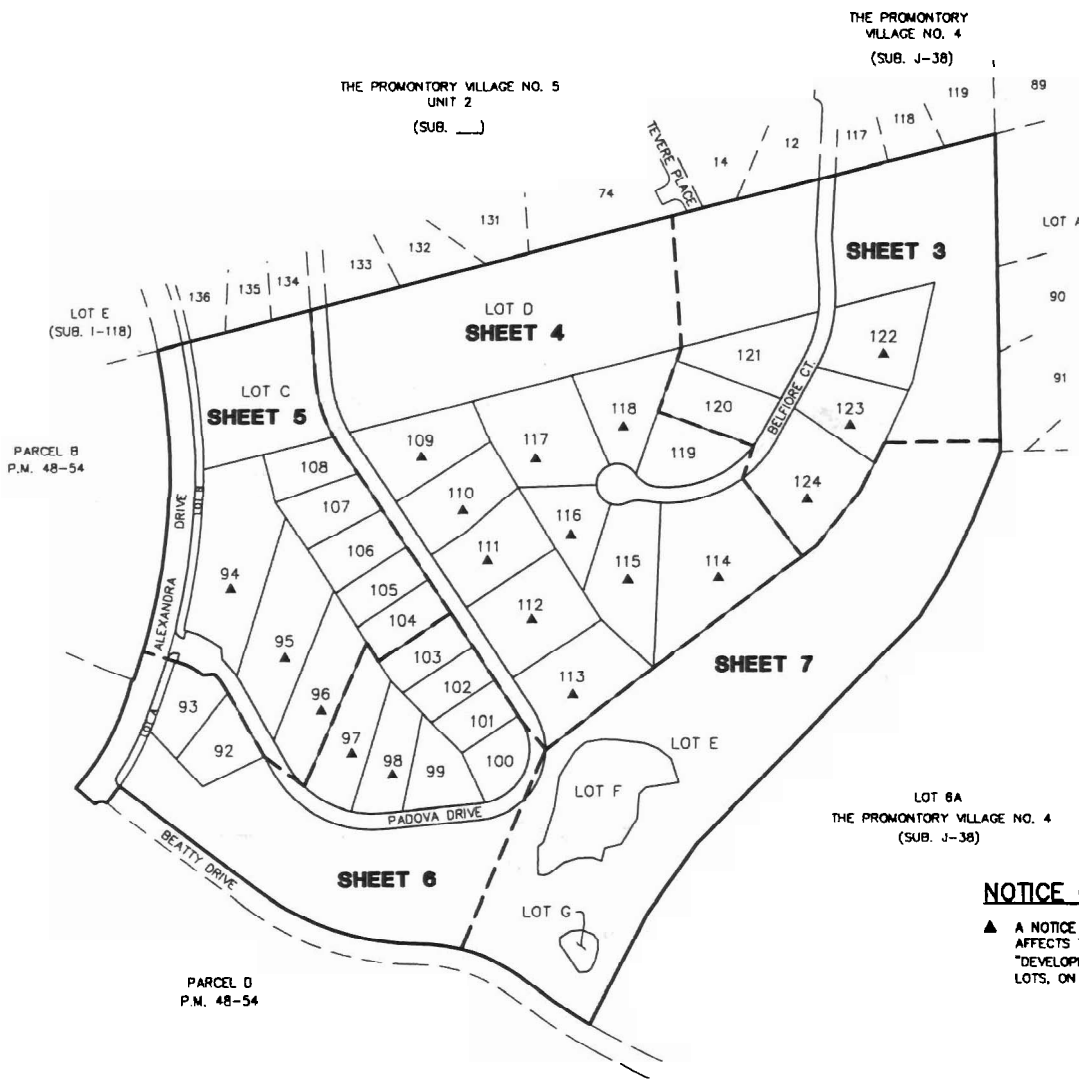 THE PROMONTORY
VILLAGE NO. 4
(SUB. J-38)
THE PROMONTORY VILLAGE NO. 5
UNIT 2
(SUB. ___)
89
119
118
117
12
14
TEVERE PLACE
74
131
132
133
134
135
136
LOT A
LOT E
(SUB. I-118)
SHEET 3
90
LOT D
SHEET 4
122
121
91
LOT C
SHEET 5
BELFIORE CT.
120
123
118
109
117
119
PARCEL B
P.M. 48-54
108
LOT B
107
110
124
DRIVE
116
106
111
115
114
94
105
ALEXANDRA
104
112
95
103
SHEET 7
113
102
96
93
LOT A
101
97
92
98
99
100
LOT E
LOT F
PADOVA DRIVE
LOT 6A
THE PROMONTORY VILLAGE NO. 4
(SUB. J-38)
BEATTY DRIVE
SHEET 6
NOTICE
LOT G
▲ A NOTICE
AFFECTS
"DEVELOP
LOTS, ON
PARCEL D
P.M. 48-54